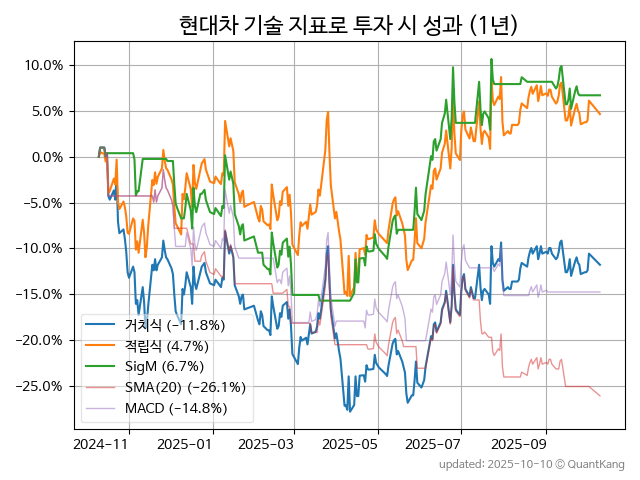 현대차 기술 지표로 투자 시 성과 (1년)
10.0%
5.0%
0.0%
−5.0%
−10.0%
−15.0%
−20.0%
−25.0%
거치식 (−11.8%)
적립식 (4.7%)
SigM (6.7%)
SMA(20) (−26.1%)
MACD (−14.8%)
2024−11
2025−01
2025−03
2025−05
2025−07
2025−09
updated: 2025-10-10 ⓒ QuantKang